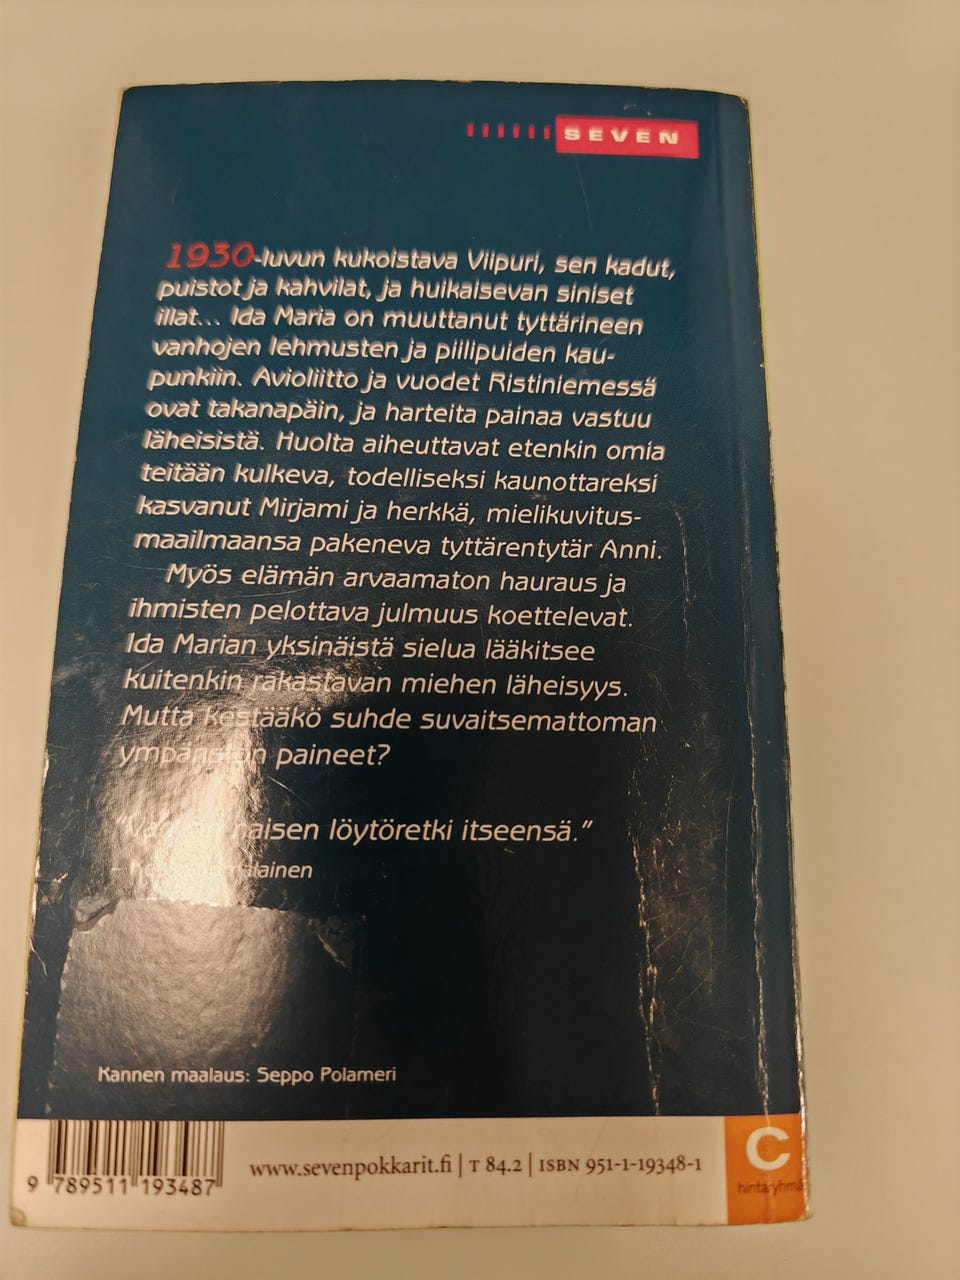 SEVEN
1930-luvun kukoistava Viipuri, sen kadut,
puistot ja kahvilat, ja huikaisevan siniset
illat... Ida Maria on muuttanut tyttärineen
vanhojen lehmusten ja piilipuiden kau-
punkiin. Avioliitto ja vuodet Ristiniemessä
ovat takanapäin, ja harteita painaa vastuu
läheisistä. Huolta aiheuttavat etenkin omia
teitään kulkeva, todelliseksi kaunottareksi
kasvanut Mirjami ja herkkä, mielikuvitus-
maailmaansa pakeneva tyttärentytär Anni.
Myös elämän arvaamaton hauraus ja
ihmisten pelottava julmuus koettelevat.
Ida Marian yksinäistä sielua lääkitsee
kuitenkin rakastavan miehen läheisyys.
Mutta kestääkö suhde suvaitsemattoman
ympäristön paineet?
naisen löytöretki itseensä."
Kannen maalaus: Seppo Polameri
9 789511 193487
www.sevenpokkarit.fi | T 84.2 | ISBN 951-1-19348-1
C
hintaryhmä